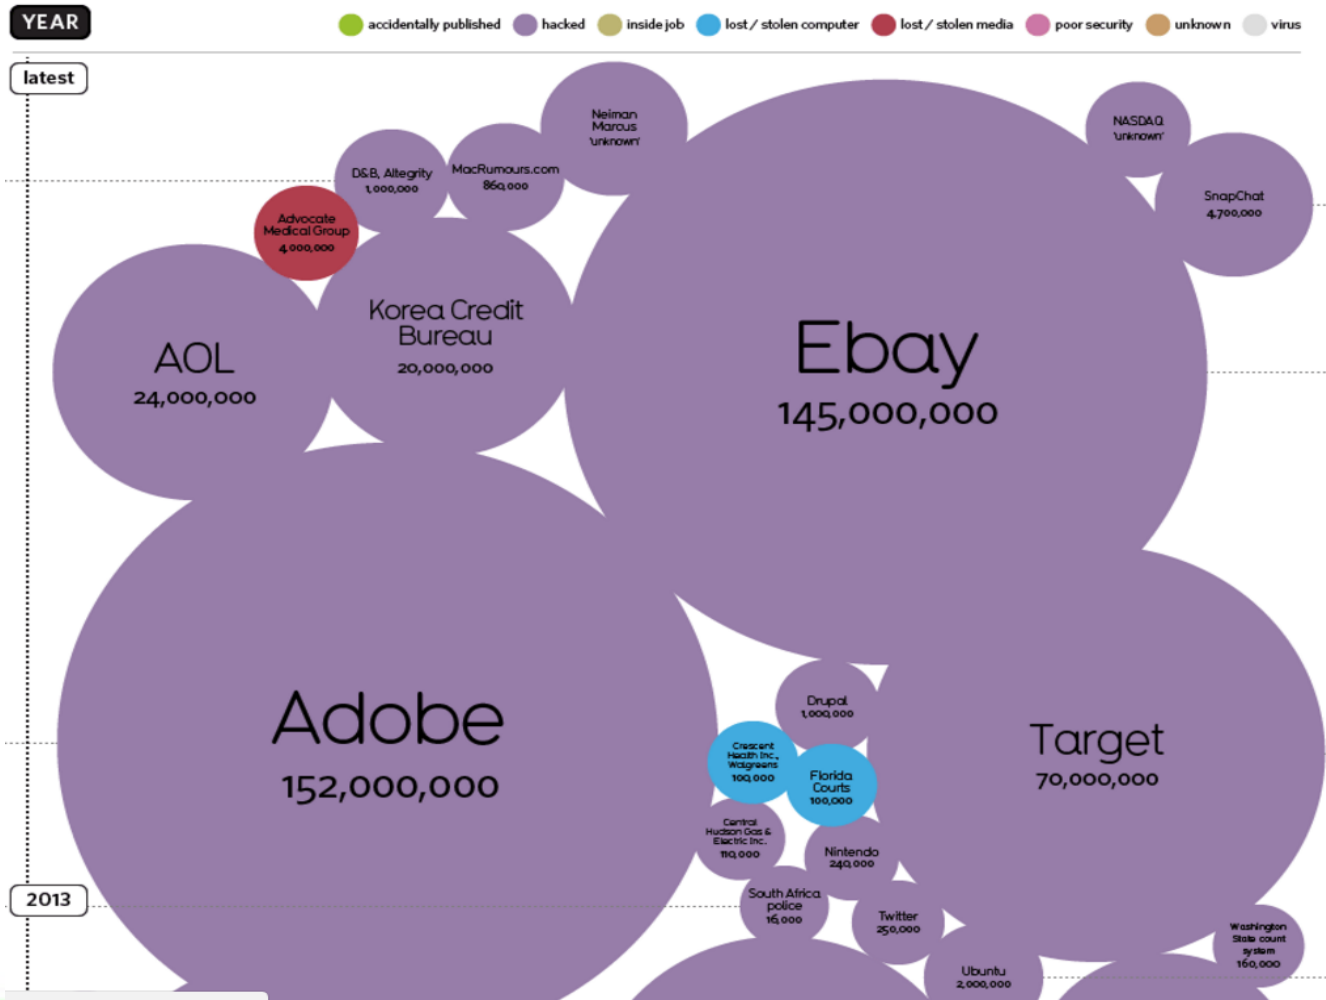 YEAR
accidentally published
hacked
inside job
lost / stolen computer
lost / stolen media
poor security
unknown
virus
latest
Neiman
Marcus
'unknown'
NASDAQ
'unknown'
D&B, Altegrity
1,000,000
MacRumours.com
860,000
SnapChat
4,700,000
Advocate
Medical Group
4,000,000
Korea Credit
Bureau
20,000,000
AOL
24,000,000
Ebay
145,000,000
Adobe
152,000,000
Drupal
1,000,000
Target
70,000,000
Crescent
Health Inc.,
Walgreens
100,000
Florida
Courts
100,000
Central
Hudson Gas &
Electric Inc.
110,000
Nintendo
240,000
2013
South Africa
police
16,000
Twitter
250,000
Washington
State count
system
160,000
Ubuntu
2,000,000